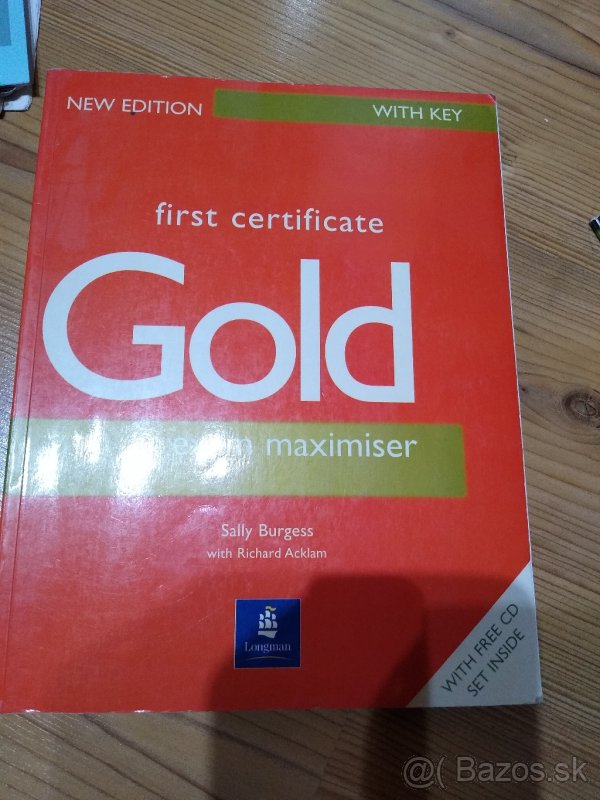 NEW EDITION
WITH KEY
first certificate
Gold
exam maximiser
Sally Burgess
with Richard Acklam
Longman
WITH FREE CD
SET INSIDE
@( Bazos.sk